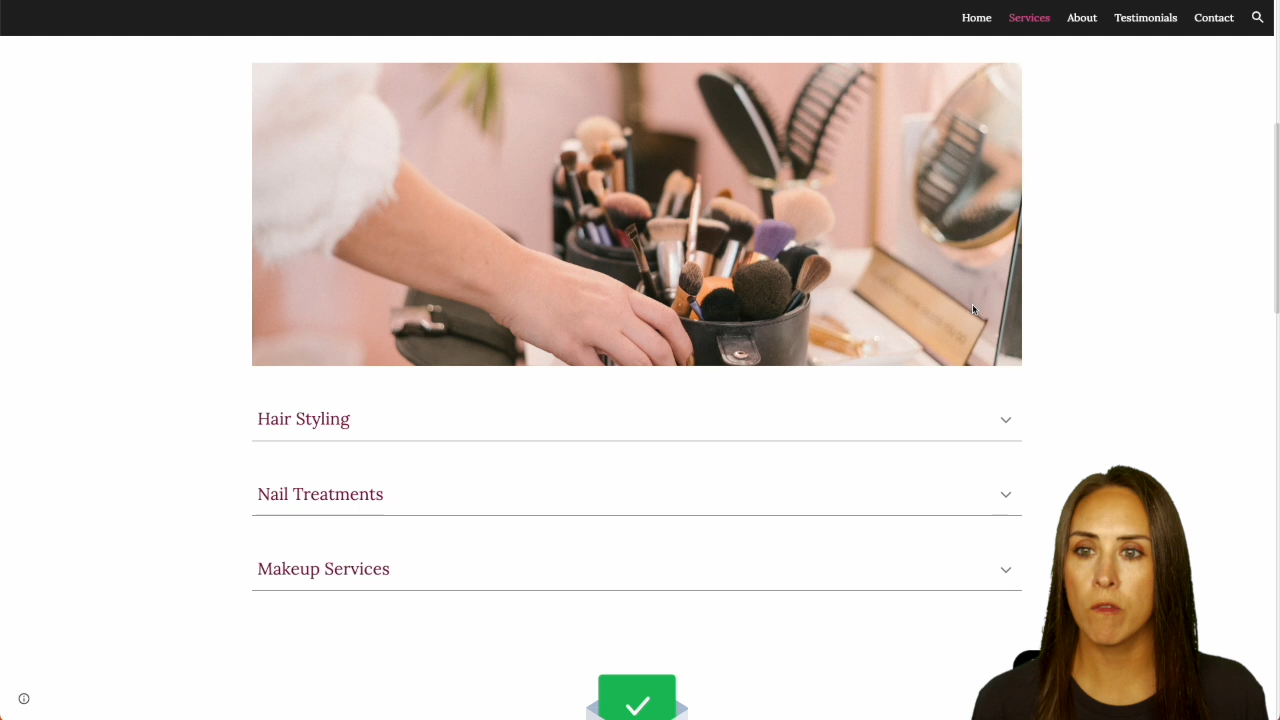 Home Services About Testimonials Contact
Hair Styling
Nail Treatments
Makeup Services